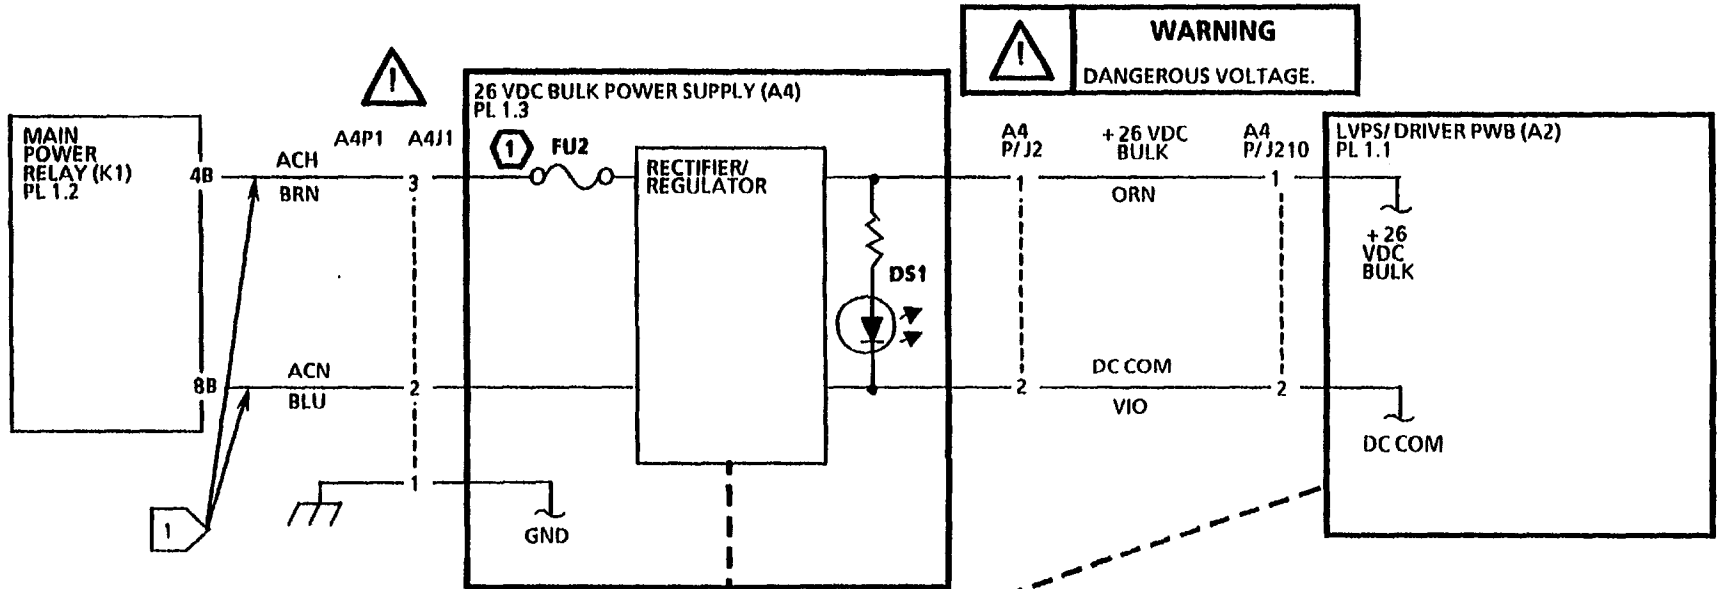 WARNING
DANGEROUS VOLTAGE.
26 VDC BULK POWER SUPPLY (A4)
PL 1.3
MAIN
POWER
RELAY (K1)
PL 1.2
4B
ACH
BRN
A4P1
A4J1
3
1
FU2
RECTIFIER/
REGULATOR
DS1
A4
P/J2
1
+26 VDC
BULK
ORN
A4
P/J210
1
LVPS/DRIVER PWB (A2)
PL 1.1
+26
VDC
BULK
8B
ACN
BLU
2
2
DC COM
VIO
2
DC COM
1
GND
1